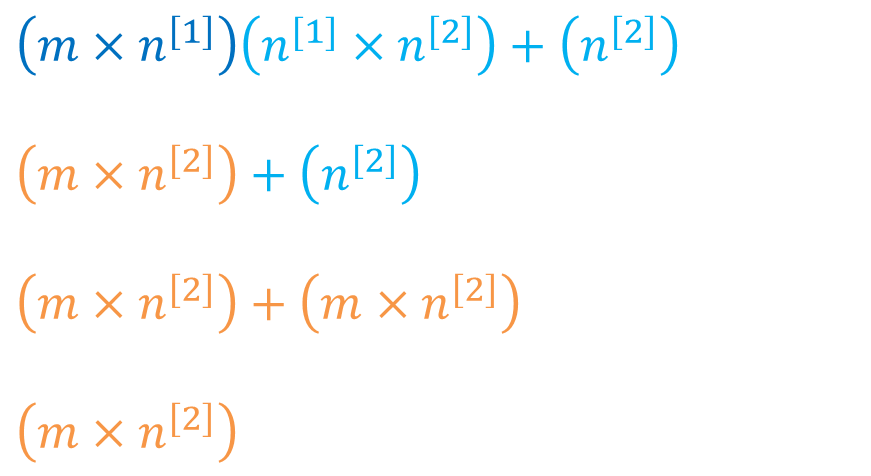 (m × n^[1])(n^[1] × n^[2]) + (n^[2])
(m × n^[2]) + (n^[2])
(m × n^[2]) + (m × n^[2])
(m × n^[2])